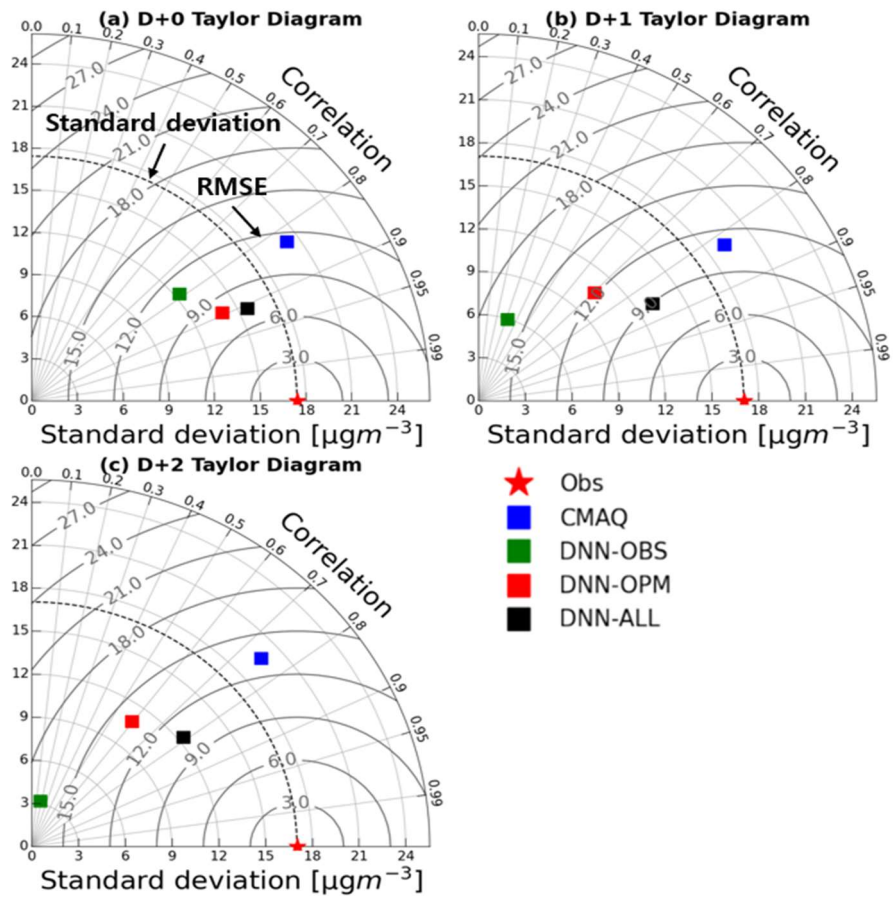 (a) D+0 Taylor Diagram
0.0 0.1 0.2 0.3 0.4 0.5 0.6 0.7 0.8 0.9 0.95 0.99
Correlation
Standard deviation
RMSE
27.0 24.0 21.0 18.0 15.0 12.0 9.0 6.0 3.0
24
21
18
15
12
9
6
3
0
0 3 6 9 12 15 18 21 24
Standard deviation [μgm⁻³]
(b) D+1 Taylor Diagram
0.0 0.1 0.2 0.3 0.4 0.5 0.6 0.7 0.8 0.9 0.95 0.99
Correlation
27.0 24.0 21.0 18.0 15.0 12.0 9.0 6.0 3.0
24
21
18
15
12
9
6
3
0
0 3 6 9 12 15 18 21 24
Standard deviation [μgm⁻³]
(c) D+2 Taylor Diagram
0.0 0.1 0.2 0.3 0.4 0.5 0.6 0.7 0.8 0.9 0.95 0.99
Correlation
27.0 24.0 21.0 18.0 15.0 12.0 9.0 6.0 3.0
24
21
18
15
12
9
6
3
0
0 3 6 9 12 15 18 21 24
Standard deviation [μgm⁻³]
Obs
CMAQ
DNN-OBS
DNN-OPM
DNN-ALL